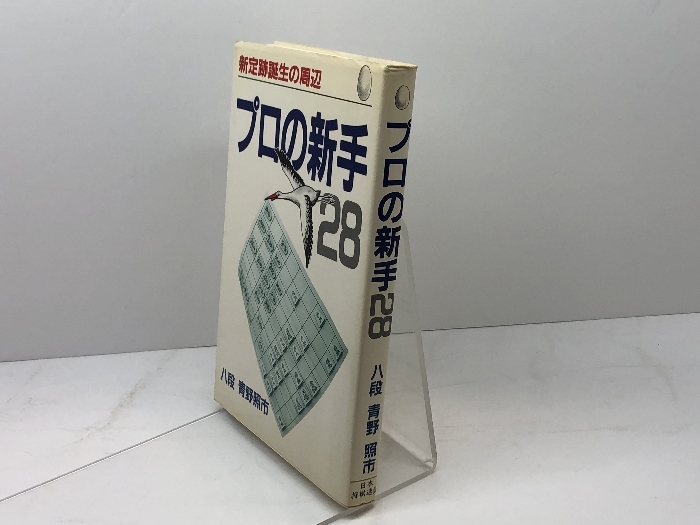 新定跡誕生の周辺
プロの新手
28
八段 青野照市
プロの新手28
八段 青野照市
日本
将棋連盟